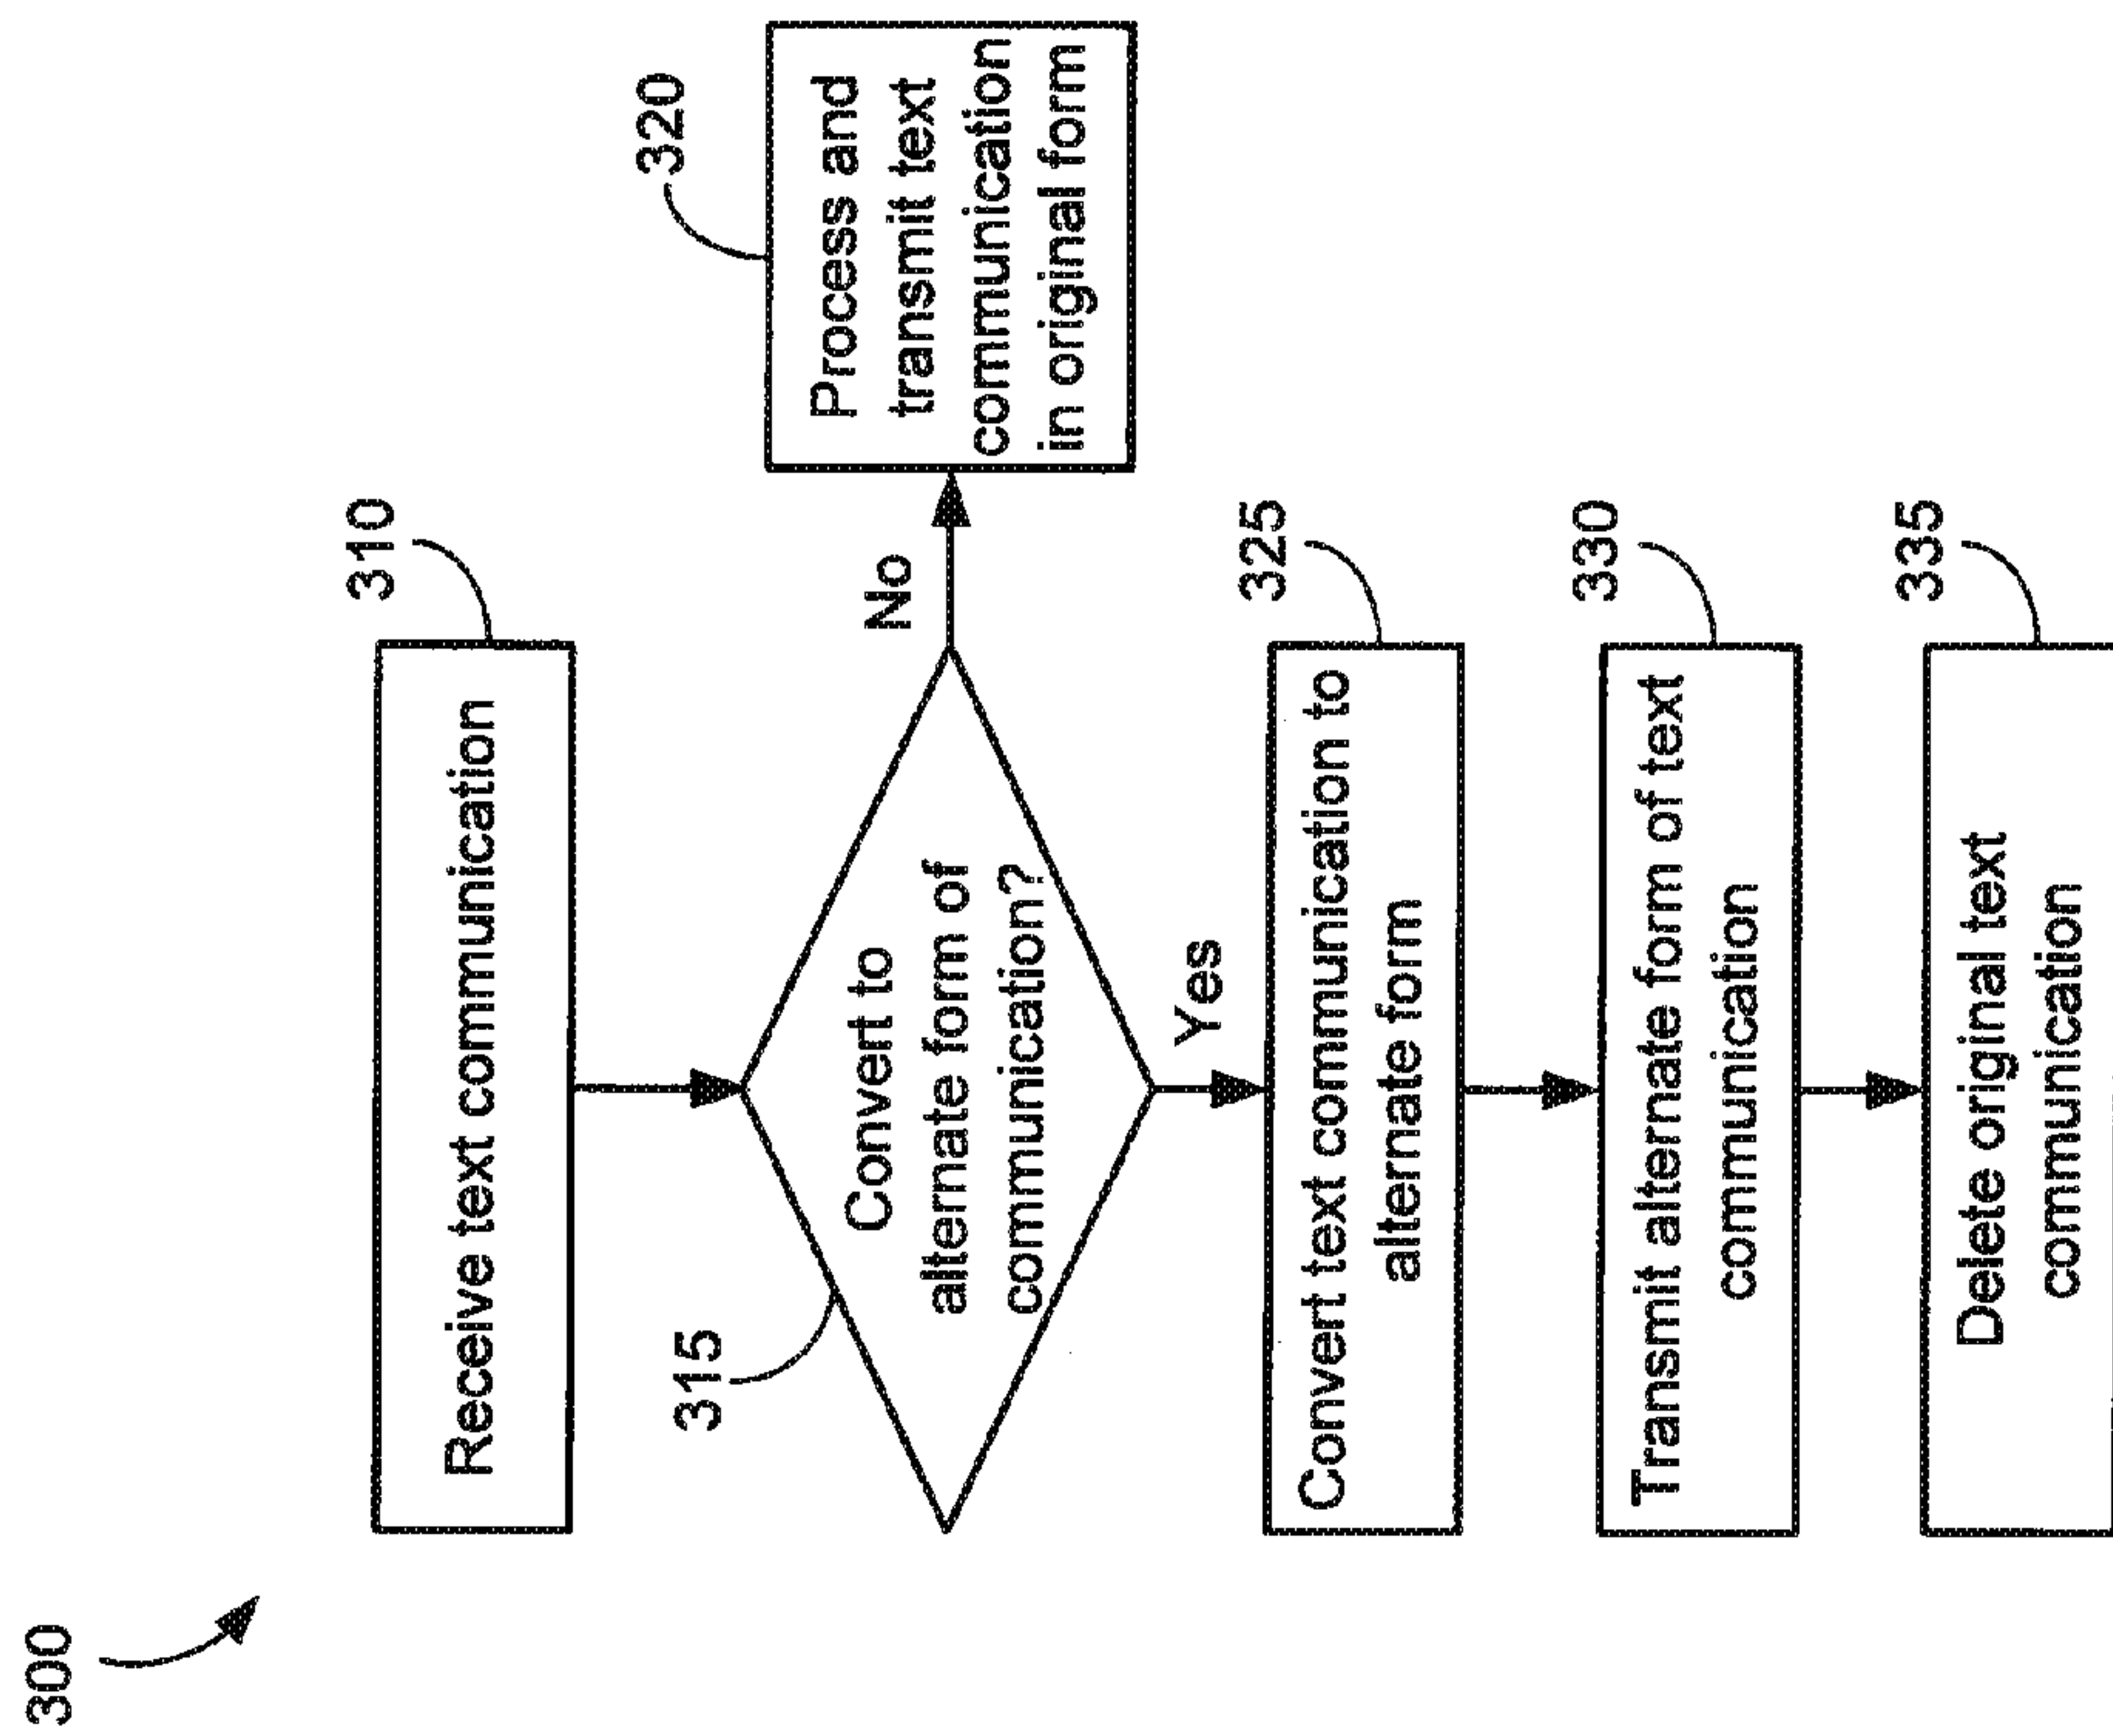 300
310
Receive text communication
315
Convert to
alternate form of
communication?
No
320
Process and
transmit text
communication
in original form
Yes
325
Convert text communication to
alternate form
330
Transmit alternate form of text
communication
335
Delete original text
communication